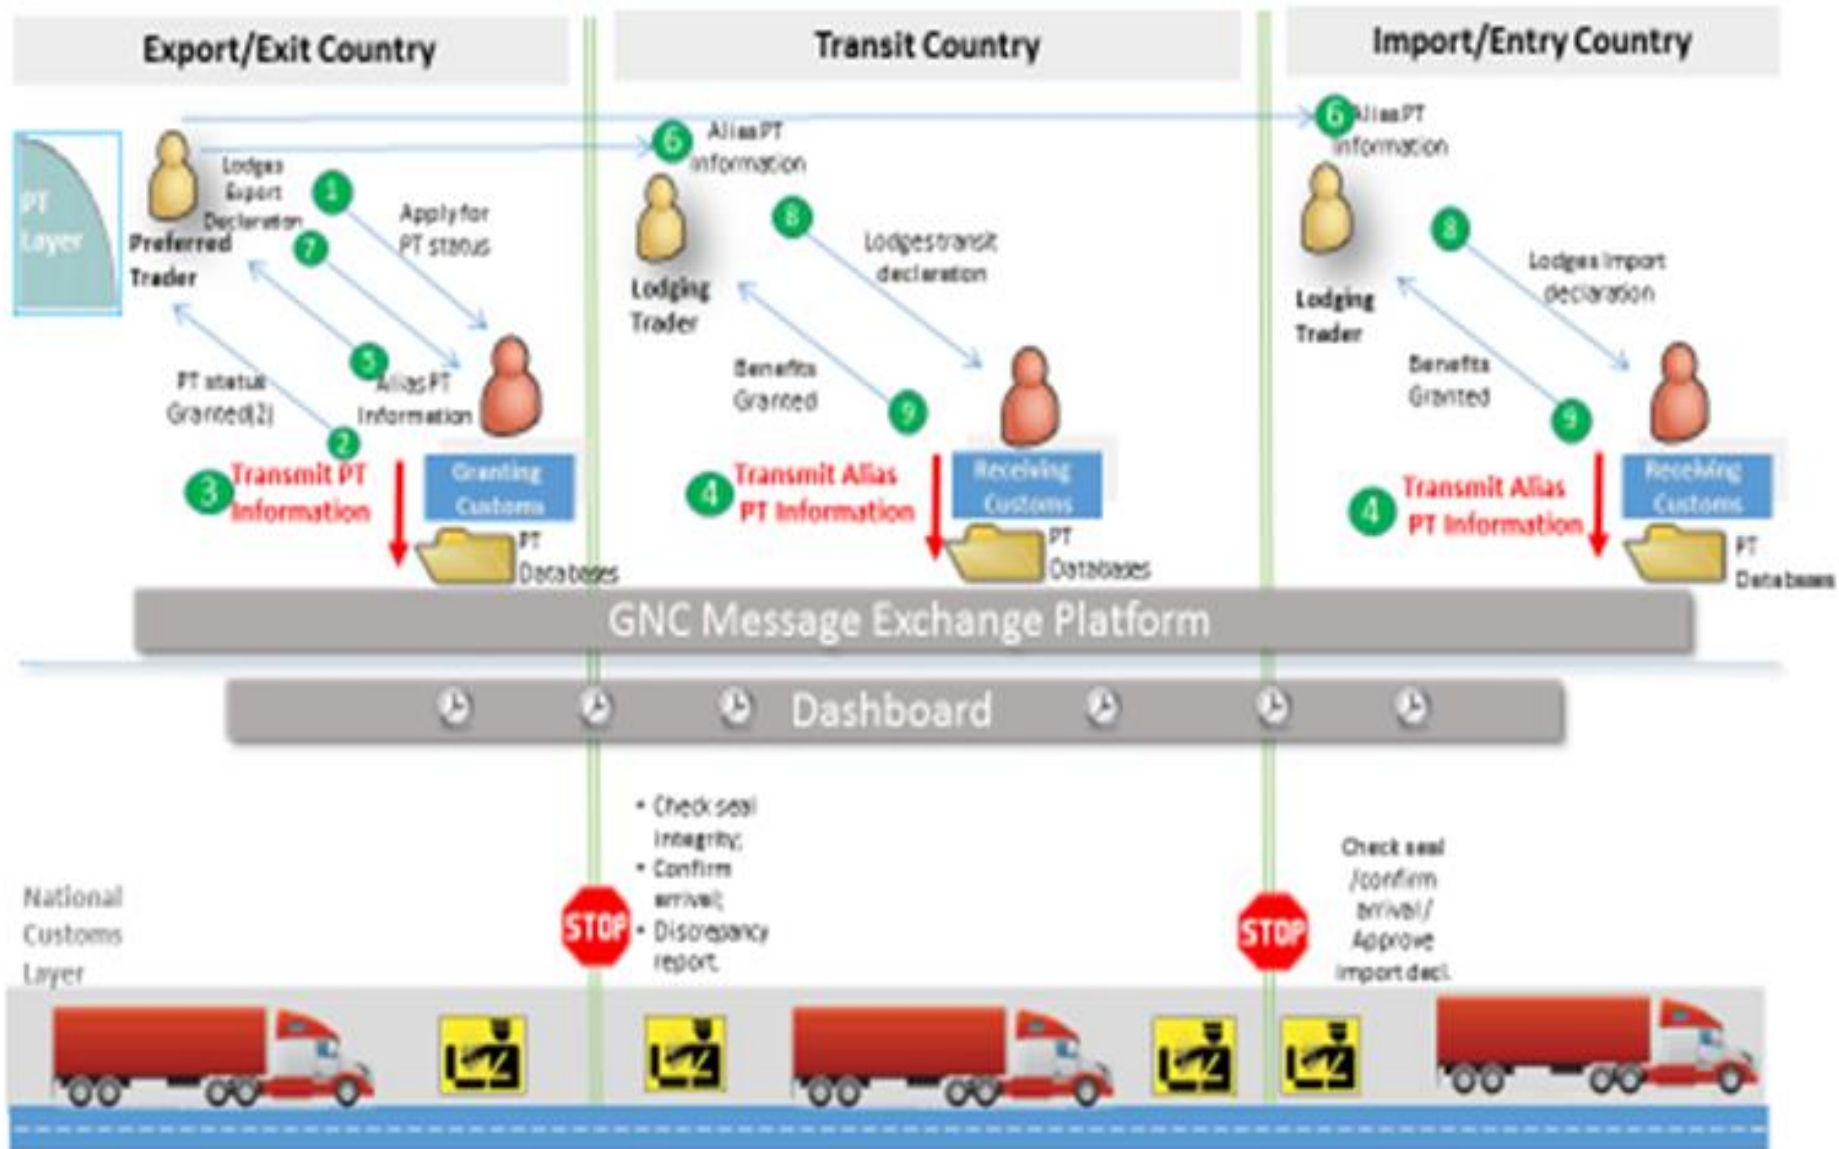 Export/Exit Country
Transit Country
Import/Entry Country
PT
Layer
Preferred
Trader
Lodges
Export
Declaration
1
Apply for
PT status
7
5
Alias PT
Information
PT status
Granted(2)
2
3
Transmit PT
Information
Granting
Customs
PT
Databases
6
Alias PT
Information
Lodging
Trader
8
Lodges transit
declaration
Benefits
Granted
9
4
Transmit Alias
PT Information
Receiving
Customs
PT
Databases
6
Alias PT
Information
Lodging
Trader
8
Lodges Import
declaration
Benefits
Granted
9
4
Transmit Alias
PT Information
Receiving
Customs
PT
Databases
GNC Message Exchange Platform
Dashboard
• Check seal
integrity;
• Confirm
arrival;
• Discrepancy
report.
Check seal
/confirm
arrival/
Approve
import decl.
National
Customs
Layer
STOP
STOP